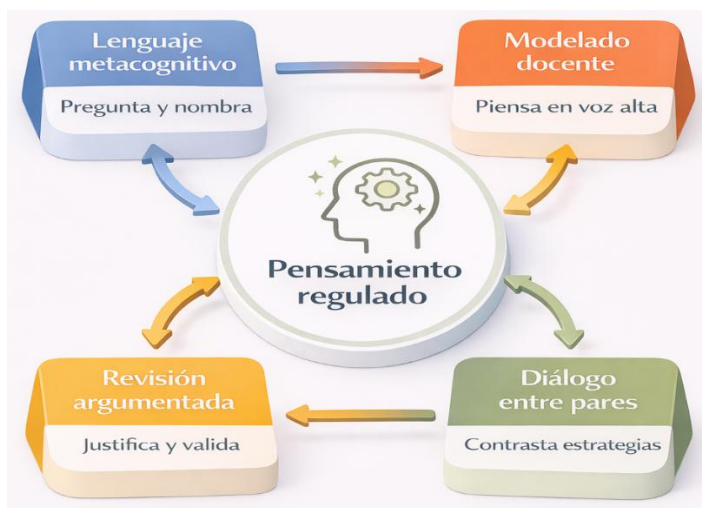 Lenguaje
metacognitivo
Pregunta y nombra
Modelado
docente
Piensa en voz alta
Pensamiento
regulado
Revisión
argumentada
Justifica y valida
Diálogo
entre pares
Contrasta estrategias